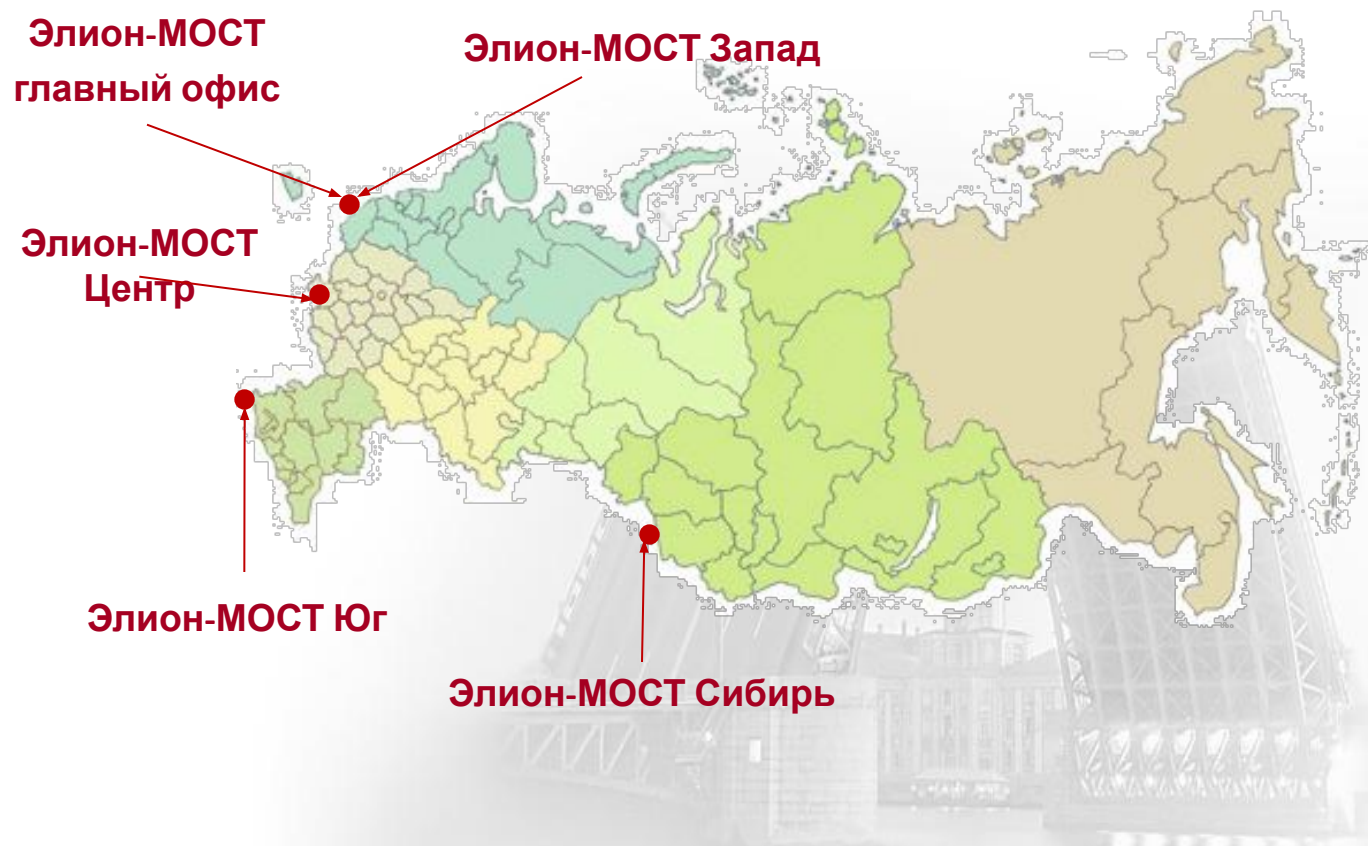 Элион-МОСТ
главный офис
Элион-МОСТ Запад
Элион-МОСТ
Центр
Элион-МОСТ Юг
Элион-МОСТ Сибирь